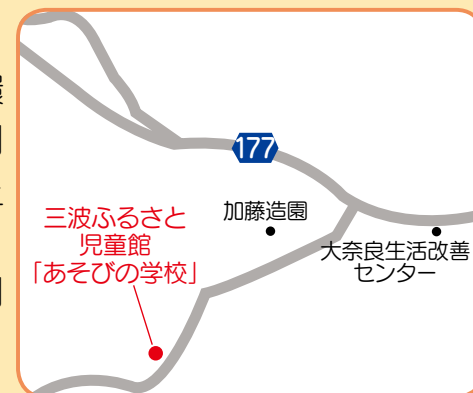 177
加藤造園
大奈良生活改善
センター
三波ふるさと
児童館
「あそびの学校」